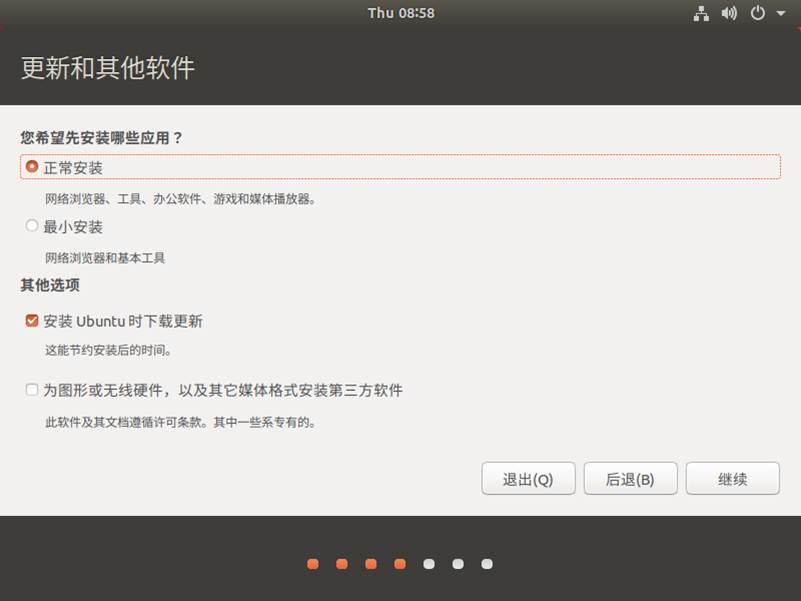 Thu 08:58
更新和其他软件
您希望先安装哪些应用？
正常安装
网络浏览器、工具、办公软件、游戏和媒体播放器。
最小安装
网络浏览器和基本工具
其他选项
安装 Ubuntu 时下载更新
这能节约安装后的时间。
为图形或无线硬件，以及其它媒体格式安装第三方软件
此软件及其文档遵循许可条款。其中一些系专有的。
退出(Q) 后退(B) 继续